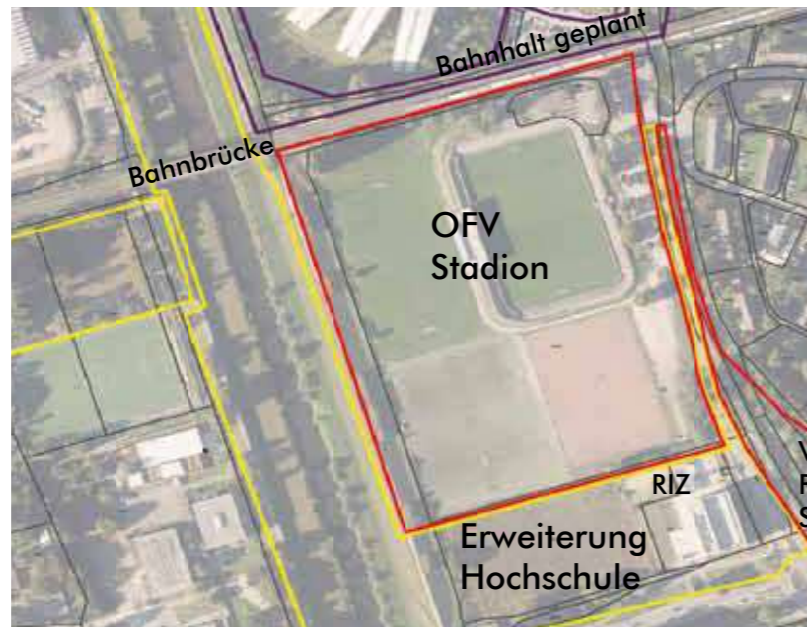 Bahnhalt geplant
Bahnbrücke
OFV
Stadion
RIZ
Erweiterung
Hochschule